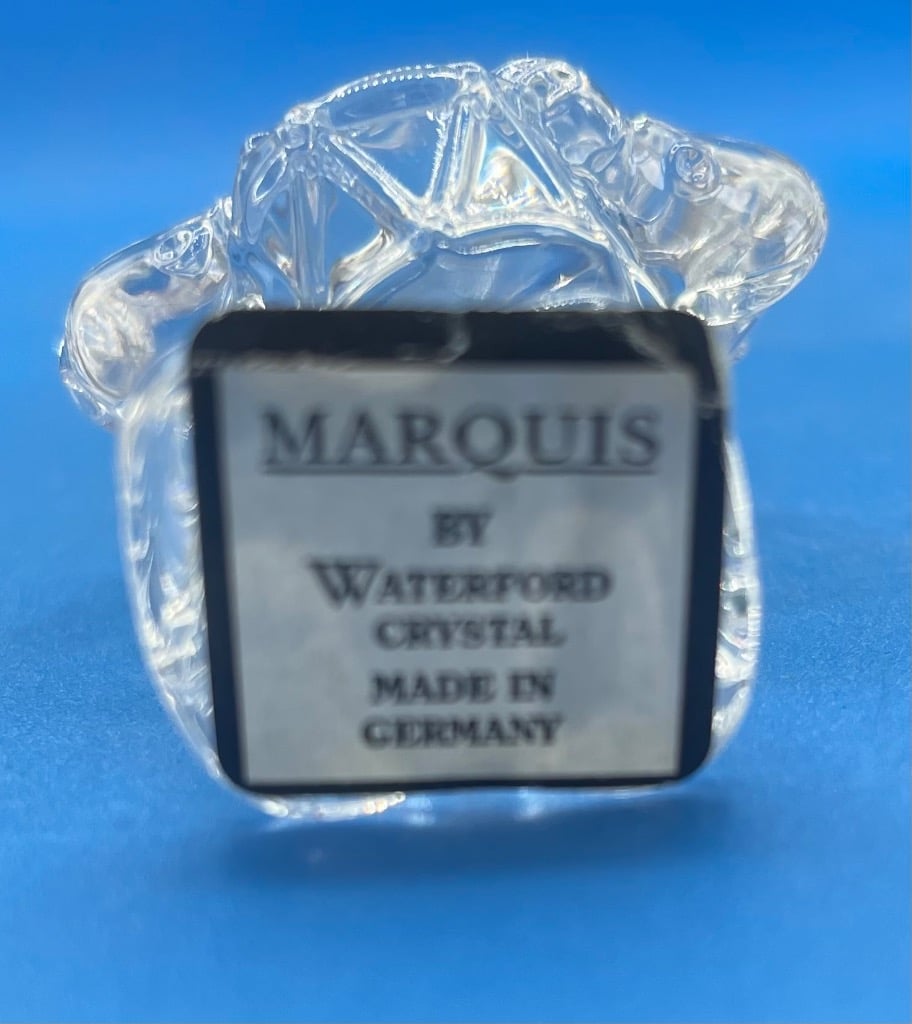 MARQUIS
BY
WATERFORD
CRYSTAL
MADE IN
GERMANY